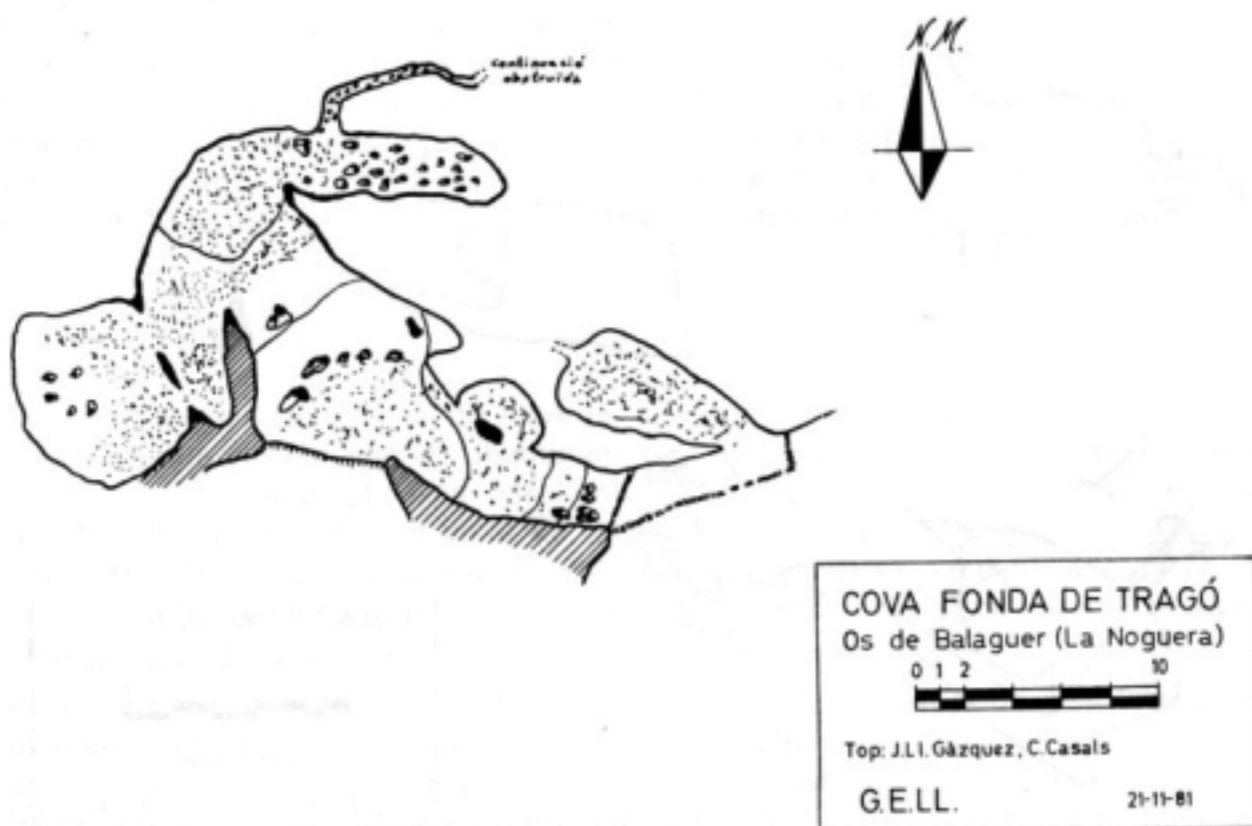 N.M.
continuació
obstruida
COVA FONDA DE TRAGÓ
Os de Balaguer (La Noguera)
0 1 2 10
Top: J.Ll. Gàzquez, C. Casals
G.E.LL. 21-11-81